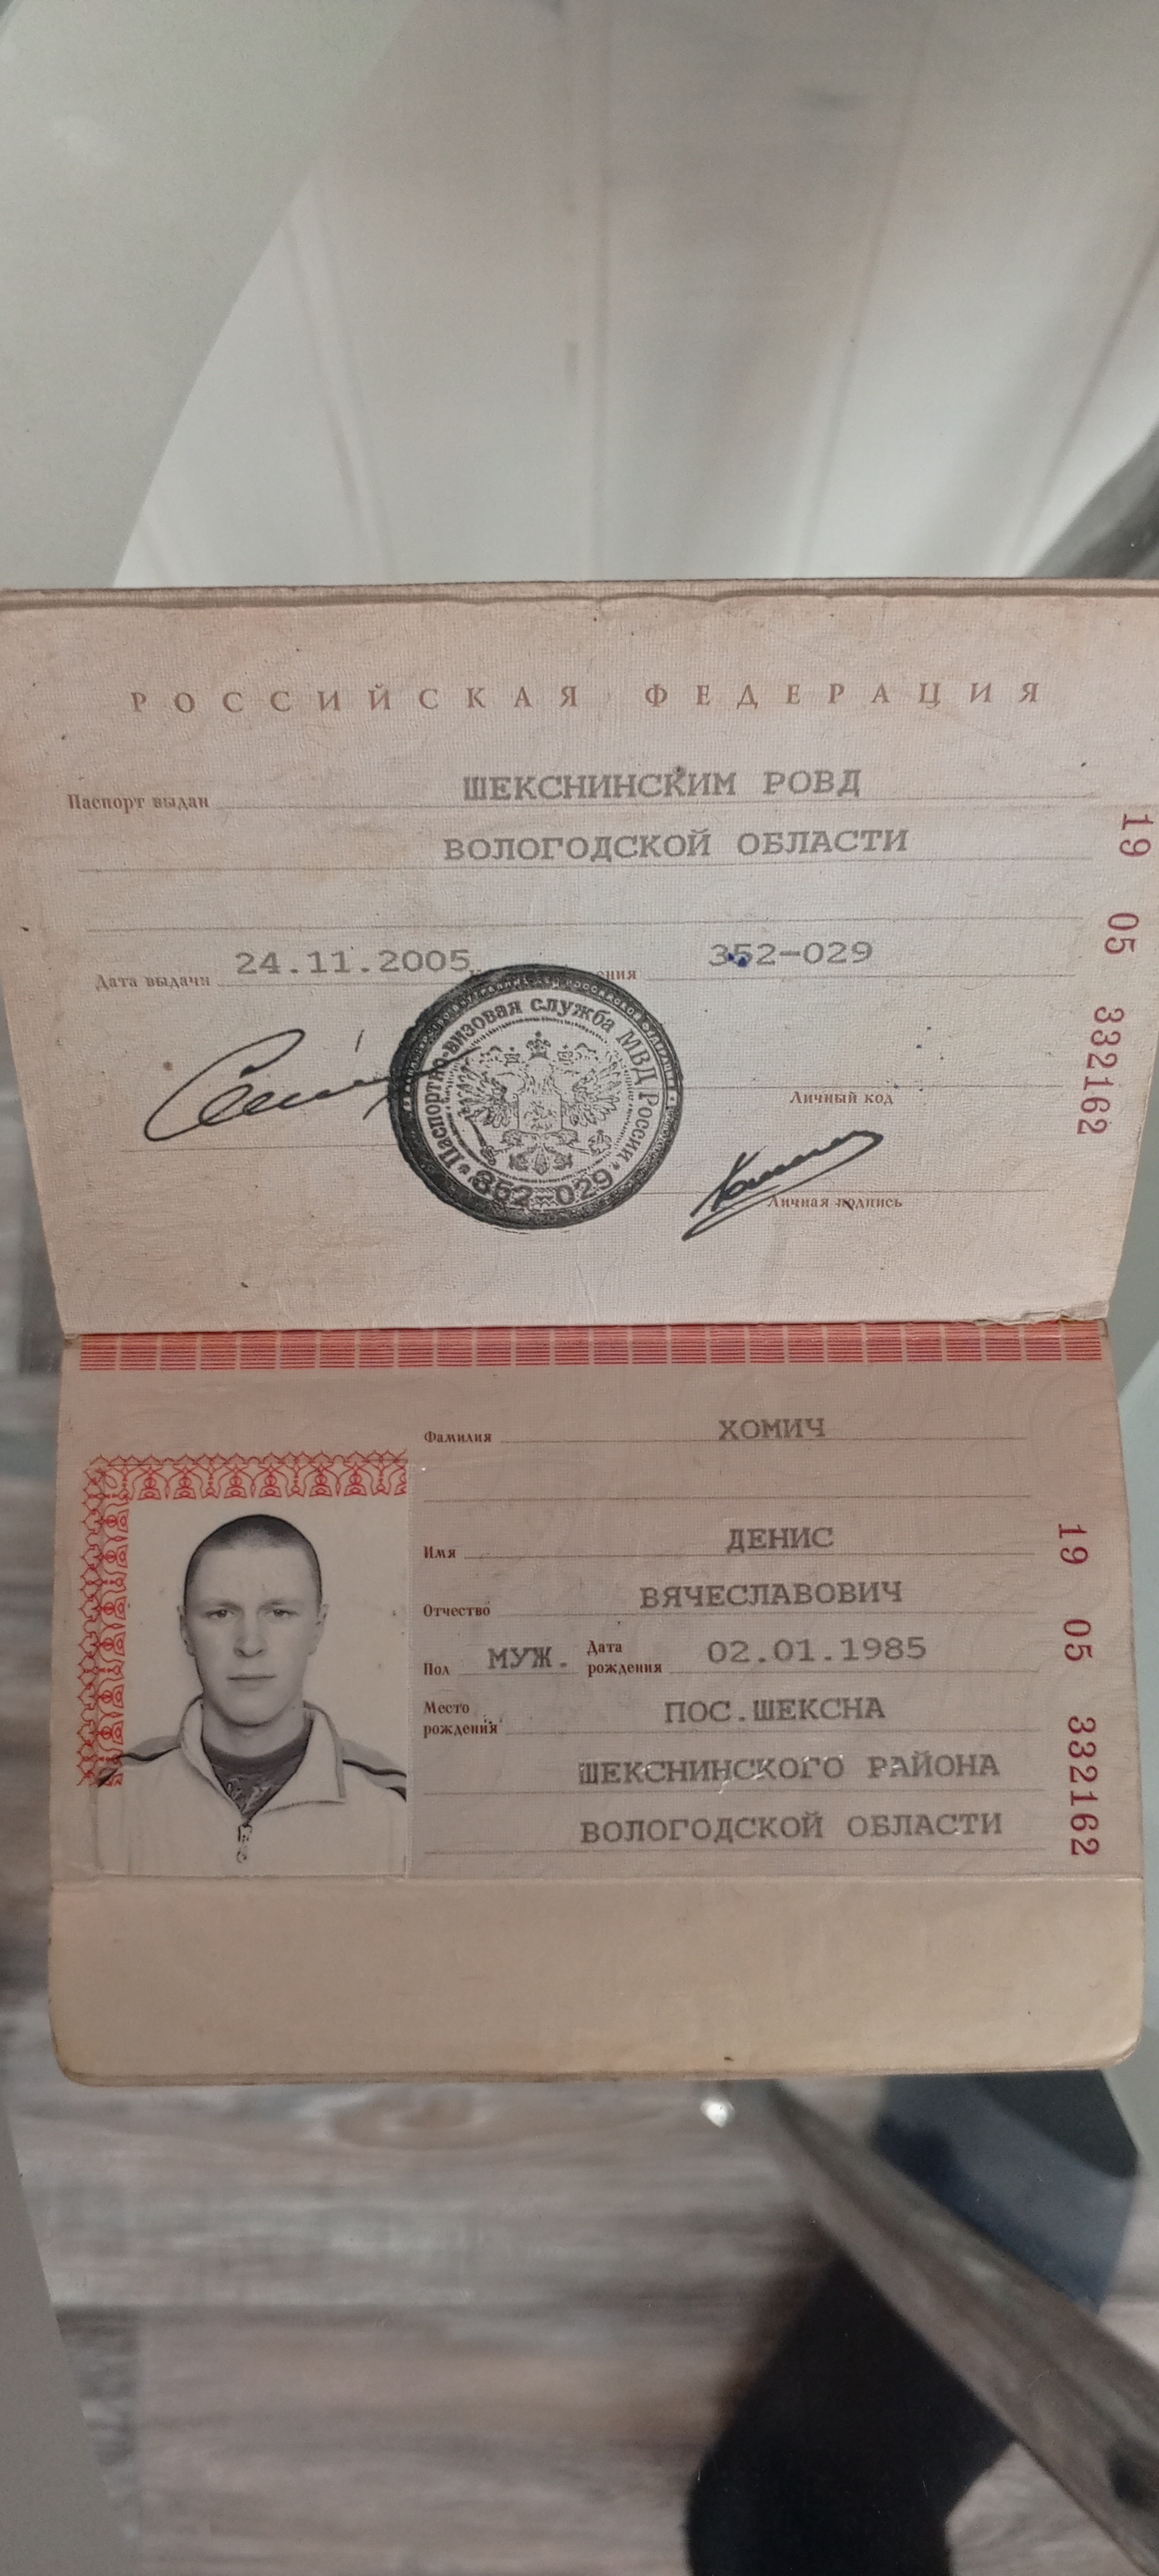 РОССИЙСКАЯ ФЕДЕРАЦИЯ
Паспорт выдан ШЕКСНИНСКИМ РОВД
ВОЛОГОДСКОЙ ОБЛАСТИ
Дата выдачи 24.11.2005 352-029
Паспортно-визовая служба МВД России
352-029
Личный код
Личная подпись
19 05 332162
Фамилия ХОМИЧ
Имя ДЕНИС
Отчество ВЯЧЕСЛАВОВИЧ
Пол МУЖ. Дата рождения 02.01.1985
Место рождения ПОС.ШЕКСНА
ШЕКСНИНСКОГО РАЙОНА
ВОЛОГОДСКОЙ ОБЛАСТИ
19 05 332162